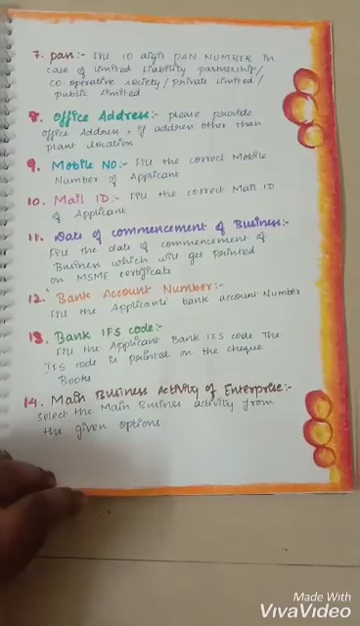 7. Pan:- Fill 10 digit PAN NUMBER in
case of limited liability partnership/
co-operative society/private limited/
public limited
8. Office Address:- please provide
office Address, if address other than
plant location
9. Mobile NO:- Fill the correct Mobile
Number of Applicant
10. Mail ID:- Fill the correct Mail ID
of Applicant
11. Date of commencement of Business:-
Fill the date of commencement of
Busines which will get printed
on MSME certificate
12. Bank Account Number:-
Fill the Applicants bank account Number
13. Bank IFS code:-
Fill the Applicant Bank IFS code The
IFS code is printed on the cheque
Books
14. Main Business Activity of Enterprise:-
Select the Main Busines activity from
the given options
Made With
VivaVideo